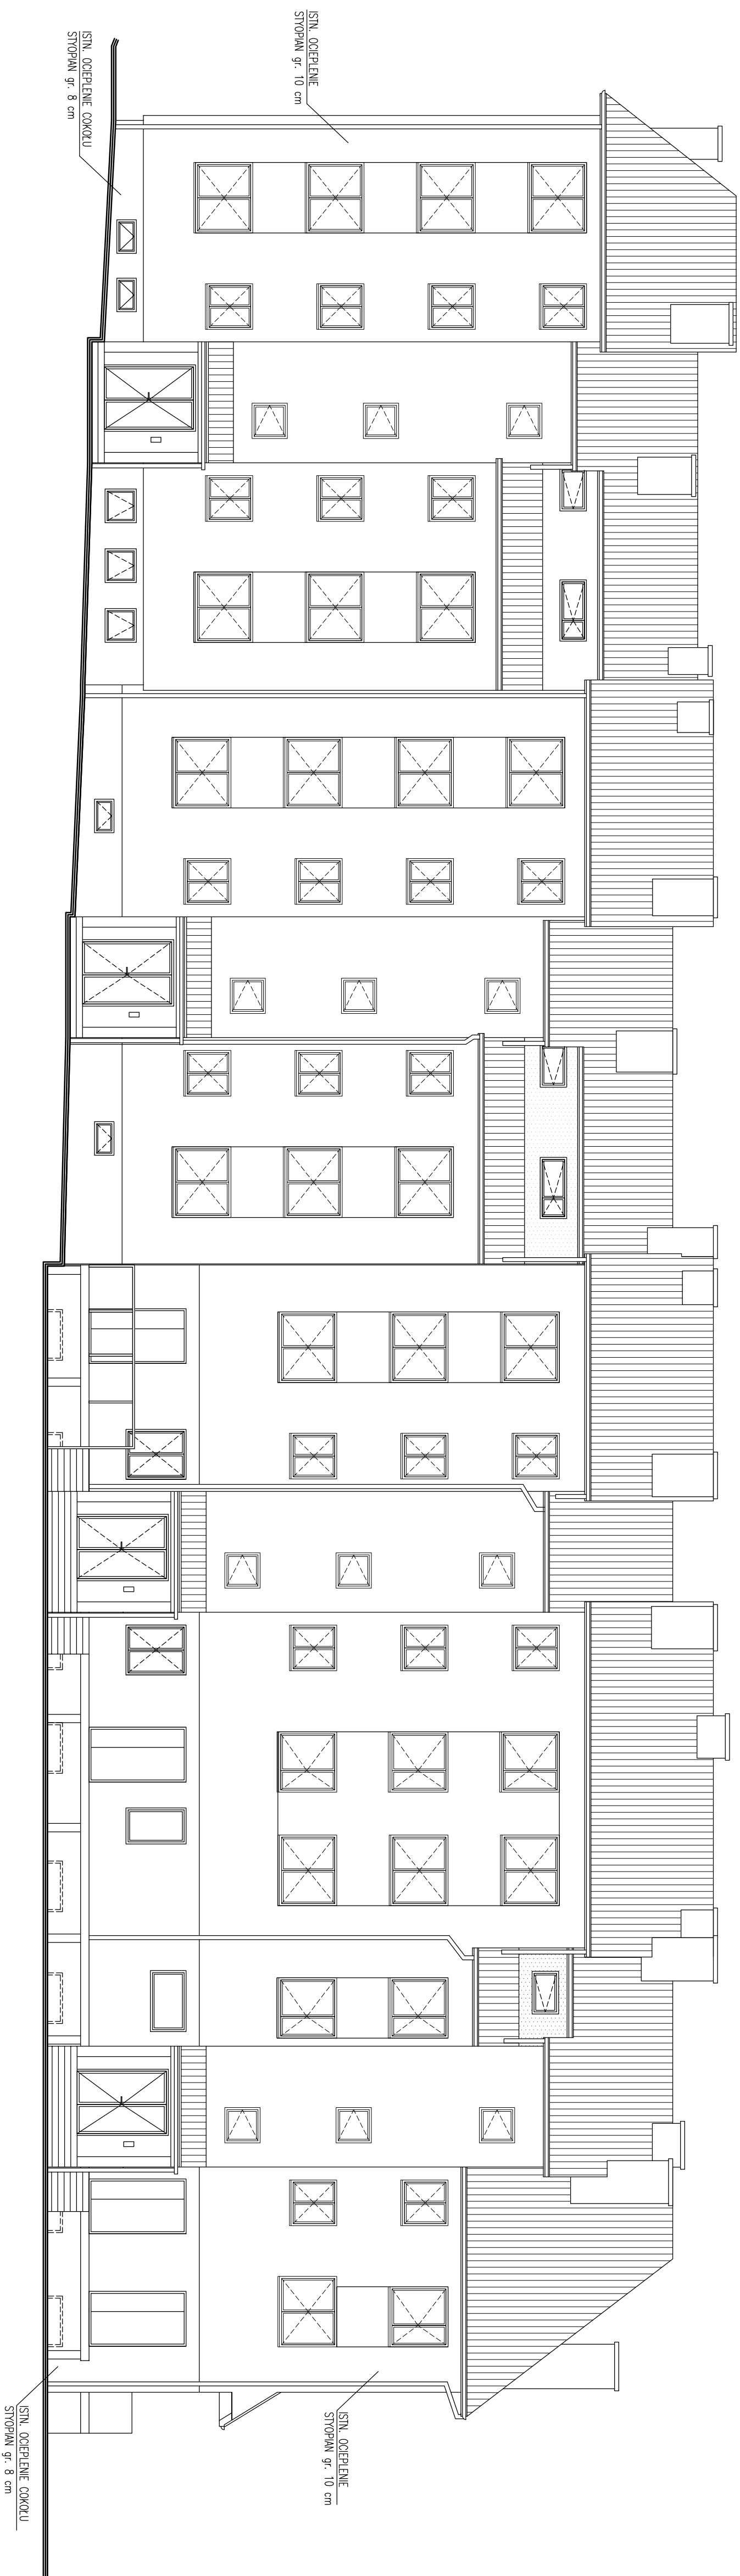 ISTN. OCIEPLENIE
STYOPIAN gr. 10 cm
ISTN. OCIEPLENIE COKOŁU
STYOPIAN gr. 8 cm
ISTN. OCIEPLENIE
STYOPIAN gr. 10 cm
ISTN. OCIEPLENIE COKOŁU
STYOPIAN gr. 8 cm